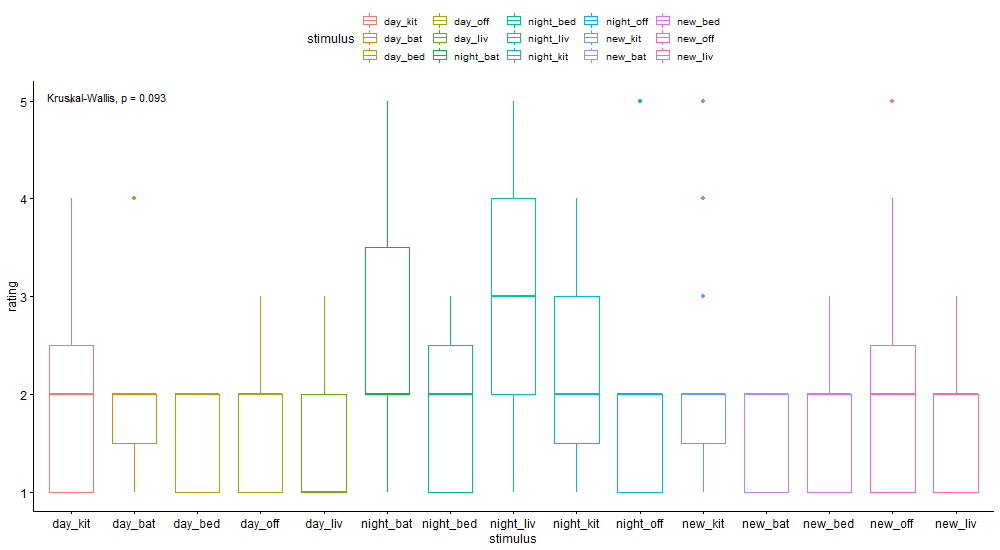 day_kit day_off night_bed night_off new_bed
stimulus day_bat day_liv night_liv new_kit new_off
day_bed night_bat night_kit new_bat new_liv
Kruskal-Wallis, p = 0.093
5
4
3
2
1
rating
day_kit day_bat day_bed day_off day_liv night_bat night_bed night_liv night_kit night_off new_kit new_bat new_bed new_off new_liv
stimulus